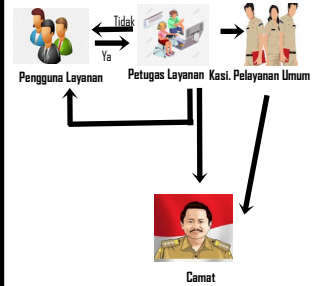 Tidak
Ya
Pengguna Layanan
Petugas Layanan
Kasi. Pelayanan Umum
Camat